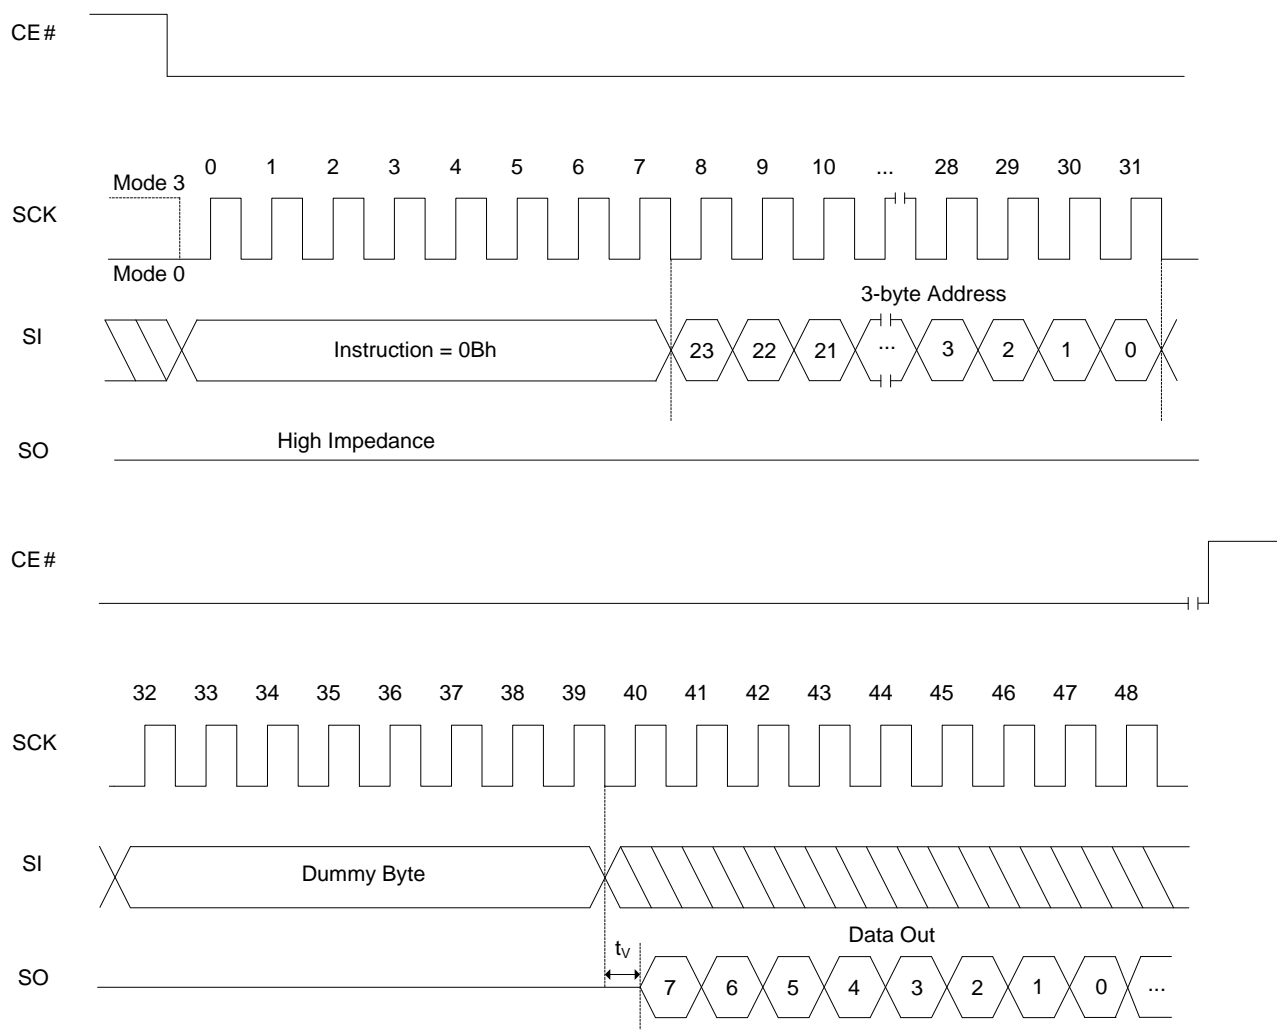 CE#
0 1 2 3 4 5 6 7 8 9 10 ... 28 29 30 31
Mode 3
SCK
Mode 0
3-byte Address
SI
Instruction = 0Bh
23 22 21 ... 3 2 1 0
High Impedance
SO
CE#
32 33 34 35 36 37 38 39 40 41 42 43 44 45 46 47 48
SCK
SI
Dummy Byte
Data Out
tV
SO
7 6 5 4 3 2 1 0 ...